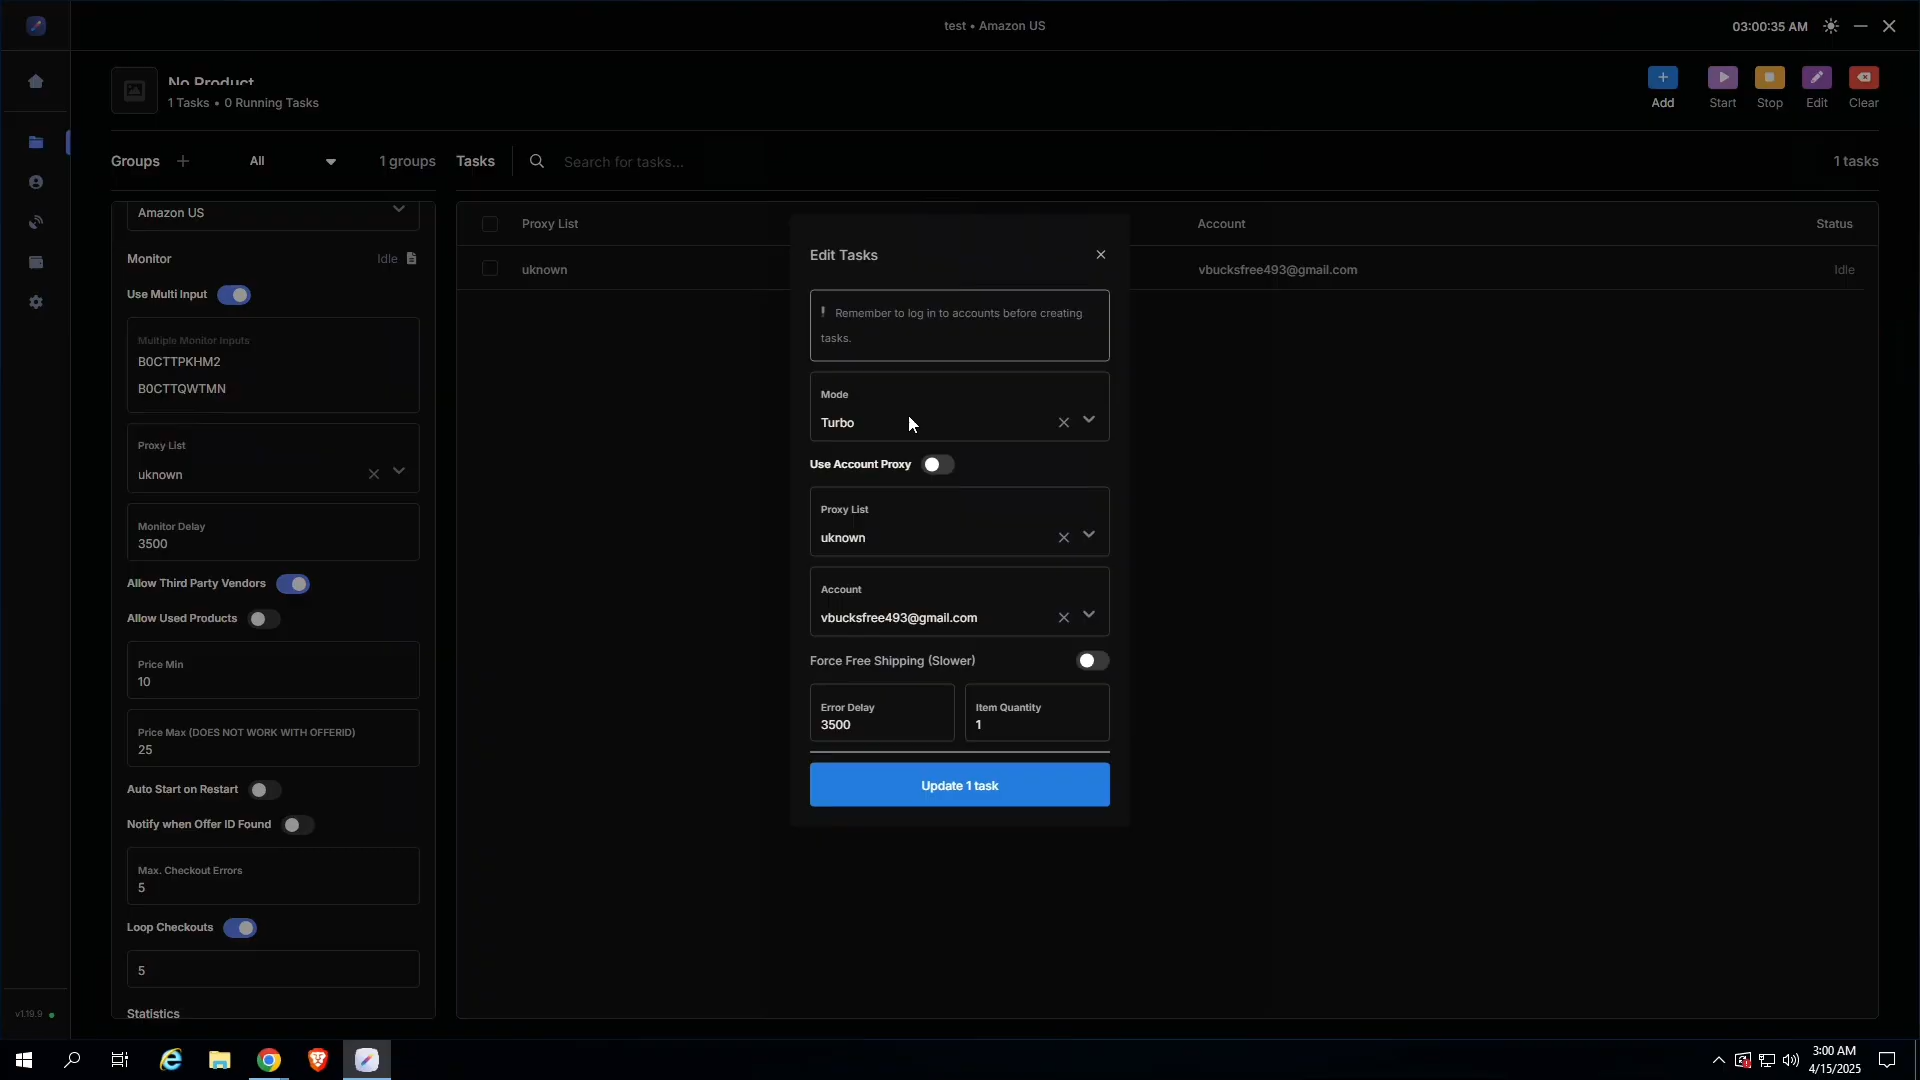 test • Amazon US
03:00:35 AM
No Product
1 Tasks • 0 Running Tasks
Add
Start
Stop
Edit
Clear
Groups
All
1 groups
Tasks
Search for tasks...
1 tasks
Amazon US
Monitor
Idle
Use Multi Input
Multiple Monitor Inputs
B0CTTPKHM2
B0CTTQWTMN
Proxy List
uknown
Monitor Delay
3500
Allow Third Party Vendors
Allow Used Products
Price Min
10
Price Max (DOES NOT WORK WITH OFFERID)
25
Auto Start on Restart
Notify when Offer ID Found
Max. Checkout Errors
5
Loop Checkouts
5
Statistics
Proxy List
Account
Status
uknown
vbucksfree493@gmail.com
Idle
Edit Tasks
! Remember to log in to accounts before creating
tasks.
Mode
Turbo
Use Account Proxy
Proxy List
uknown
Account
vbucksfree493@gmail.com
Force Free Shipping (Slower)
Error Delay
3500
Item Quantity
1
Update 1 task
v1.19.9
3:00 AM
4/15/2025